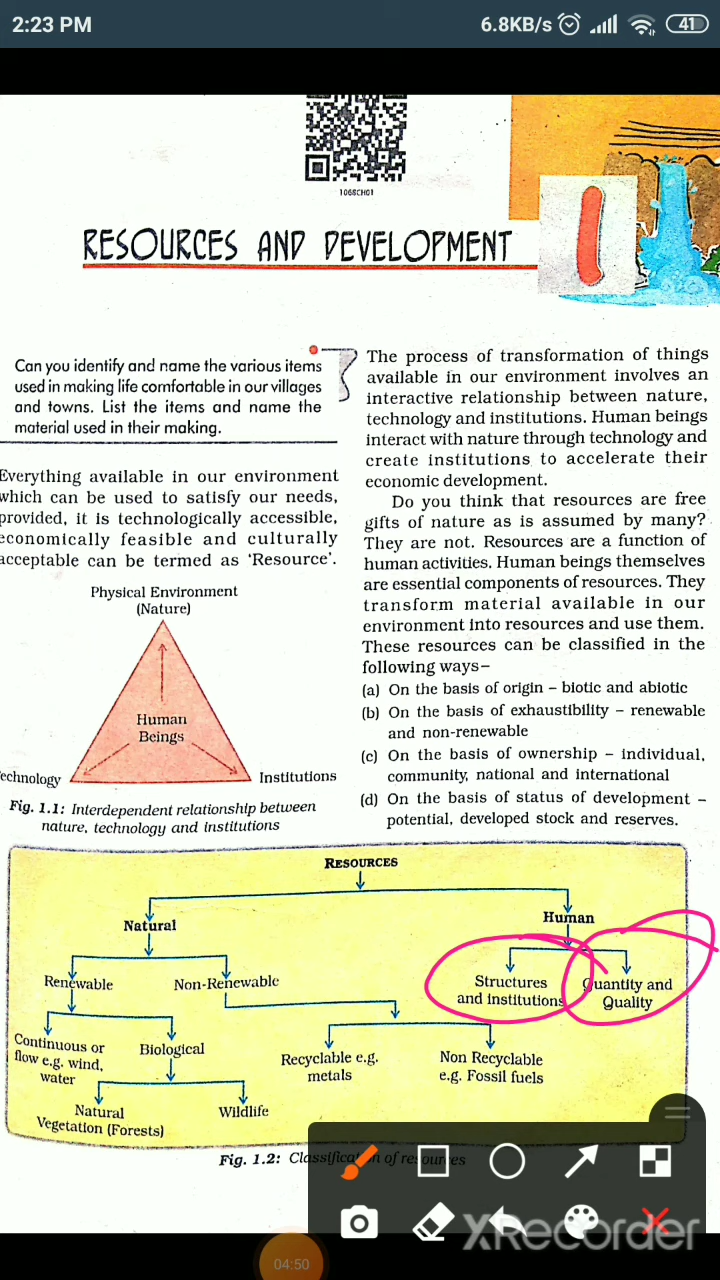 2:23 PM
6.8KB/s
41
1068CH01
RESOURCES AND DEVELOPMENT
Can you identify and name the various items
used in making life comfortable in our villages
and towns. List the items and name the
material used in their making.
Everything available in our environment
which can be used to satisfy our needs,
provided, it is technologically accessible,
economically feasible and culturally
acceptable can be termed as ‘Resource’.
Physical Environment
(Nature)
Human
Beings
echnology
Institutions
Fig. 1.1: Interdependent relationship between
nature, technology and institutions
The process of transformation of things
available in our environment involves an
interactive relationship between nature,
technology and institutions. Human beings
interact with nature through technology and
create institutions to accelerate their
economic development.
Do you think that resources are free
gifts of nature as is assumed by many?
They are not. Resources are a function of
human activities. Human beings themselves
are essential components of resources. They
transform material available in our
environment into resources and use them.
These resources can be classified in the
following ways–
(a) On the basis of origin – biotic and abiotic
(b) On the basis of exhaustibility – renewable
and non-renewable
(c) On the basis of ownership – individual,
community, national and international
(d) On the basis of status of development –
potential, developed stock and reserves.
RESOURCES
Natural
Human
Renewable
Non-Renewable
Structures
and institutions
Quantity and
Quality
Continuous or
flow e.g. wind,
water
Biological
Recyclable e.g.
metals
Non Recyclable
e.g. Fossil fuels
Natural
Vegetation (Forests)
Wildlife
Fig. 1.2: Classification of resources
XRecorder
04:50